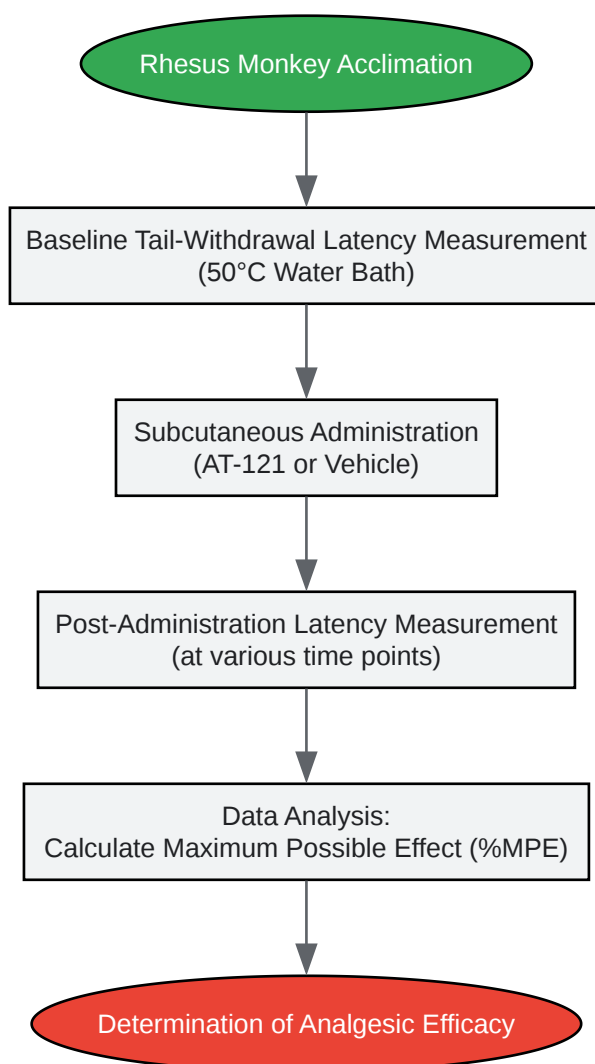 Rhesus Monkey Acclimation
Baseline Tail-Withdrawal Latency Measurement
(50°C Water Bath)
Subcutaneous Administration
(AT-121 or Vehicle)
Post-Administration Latency Measurement
(at various time points)
Data Analysis:
Calculate Maximum Possible Effect (%MPE)
Determination of Analgesic Efficacy